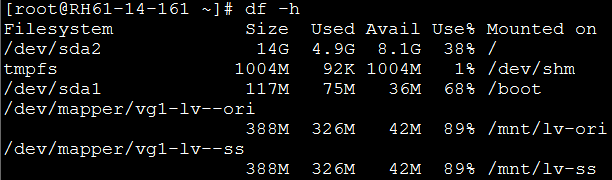 [root@RH61-14-161 ~]# df -h
Filesystem            Size  Used Avail Use% Mounted on
/dev/sda2              14G  4.9G  8.1G  38% /
tmpfs                1004M   92K 1004M   1% /dev/shm
/dev/sda1             117M   75M   36M  68% /boot
/dev/mapper/vg1-lv--ori
                      388M  326M   42M  89% /mnt/lv-ori
/dev/mapper/vg1-lv--ss
                      388M  326M   42M  89% /mnt/lv-ss